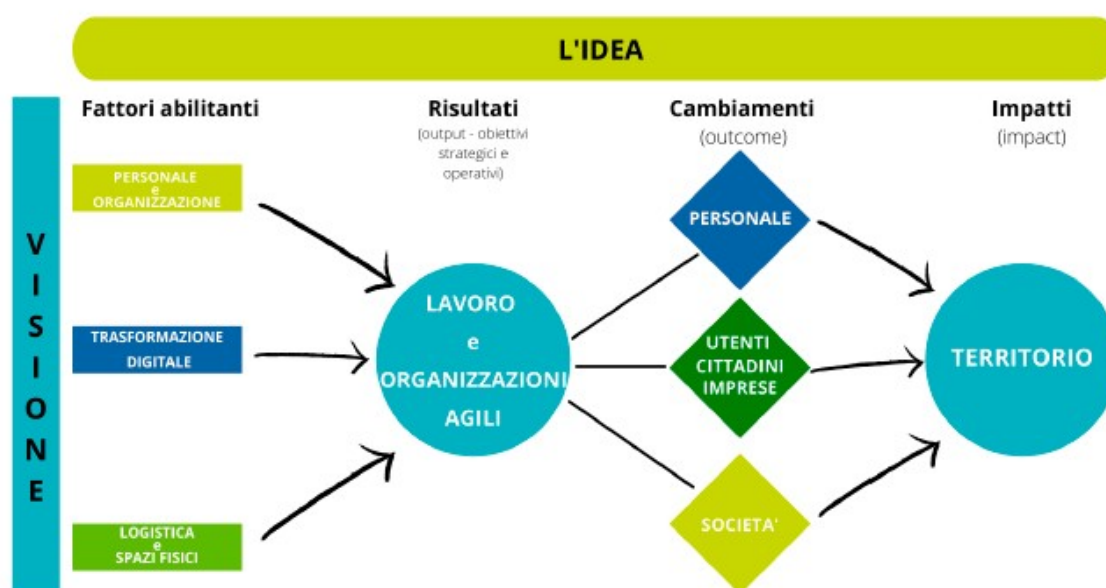 L'IDEA
VISIONE
Fattori abilitanti
PERSONALE
e
ORGANIZZAZIONE
TRASFORMAZIONE
DIGITALE
LOGISTICA
e
SPAZI FISICI
Risultati
(output - obiettivi
strategici e
operativi)
LAVORO
e
ORGANIZZAZIONI
AGILI
Cambiamenti
(outcome)
PERSONALE
UTENTI
CITTADINI
IMPRESE
SOCIETA'
Impatti
(impact)
TERRITORIO